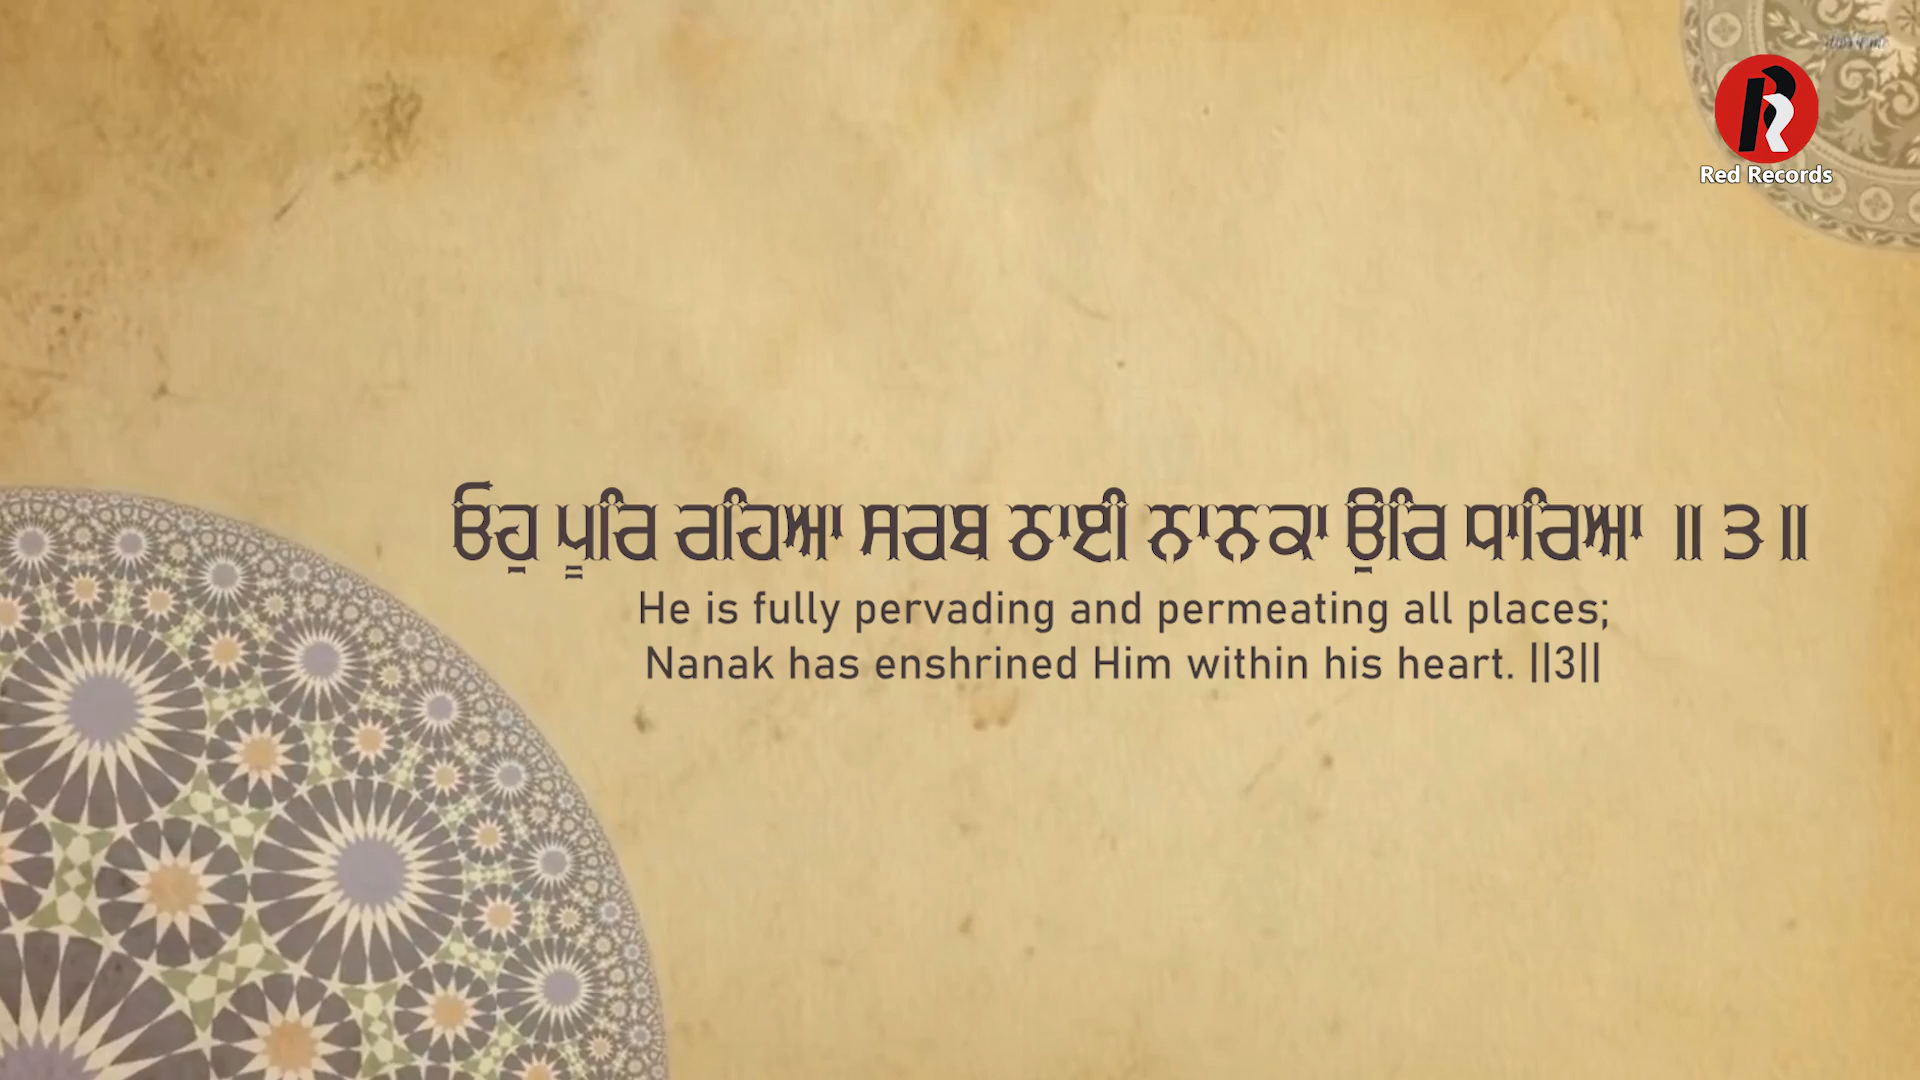 Red Records
ਓਹੁ ਪੂਰਿ ਰਹਿਆ ਸਰਬ ਠਾਈ ਨਾਨਕਾ ਉਰਿ ਧਾਰਿਆ ॥੩॥
He is fully pervading and permeating all places;
Nanak has enshrined Him within his heart. ||3||